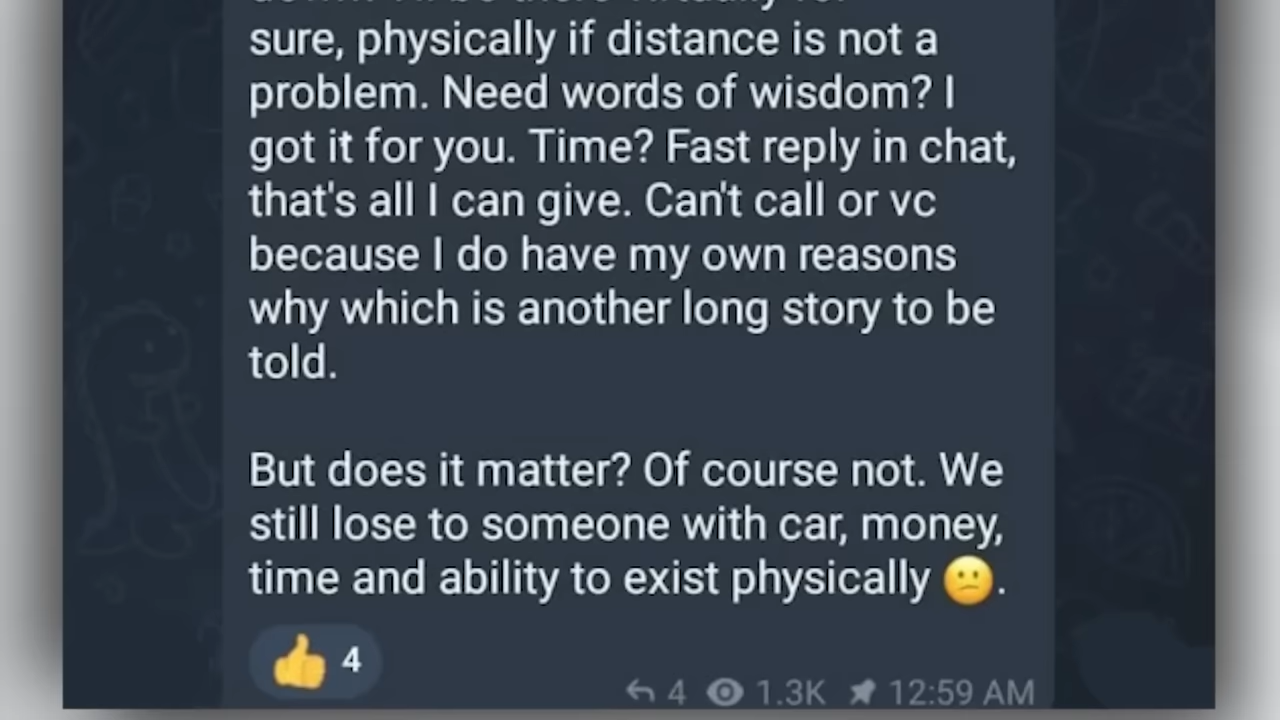 sure, physically if distance is not a
problem. Need words of wisdom? I
got it for you. Time? Fast reply in chat,
that's all I can give. Can't call or vc
because I do have my own reasons
why which is another long story to be
told.
But does it matter? Of course not. We
still lose to someone with car, money,
time and ability to exist physically 😕.
👍 4
4 1.3K 12:59 AM